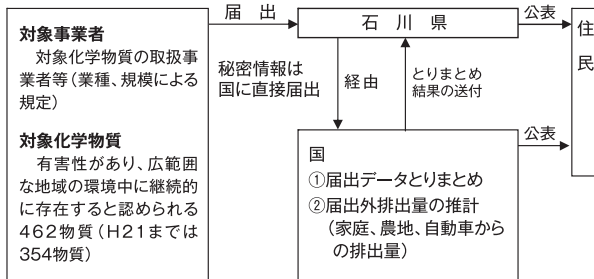 対象事業者
対象化学物質の取扱事
業者等（業種、規模による
規定）
対象化学物質
有害性があり、広範囲
な地域の環境中に継続的
に存在すると認められる
462物質（H21までは
354物質）
届　出
秘密情報は
国に直接届出
石　川　県
経由
とりまとめ
結果の送付
国
①届出データとりまとめ
②届出外排出量の推計
（家庭、農地、自動車から
の排出量）
公表
公表
住
民